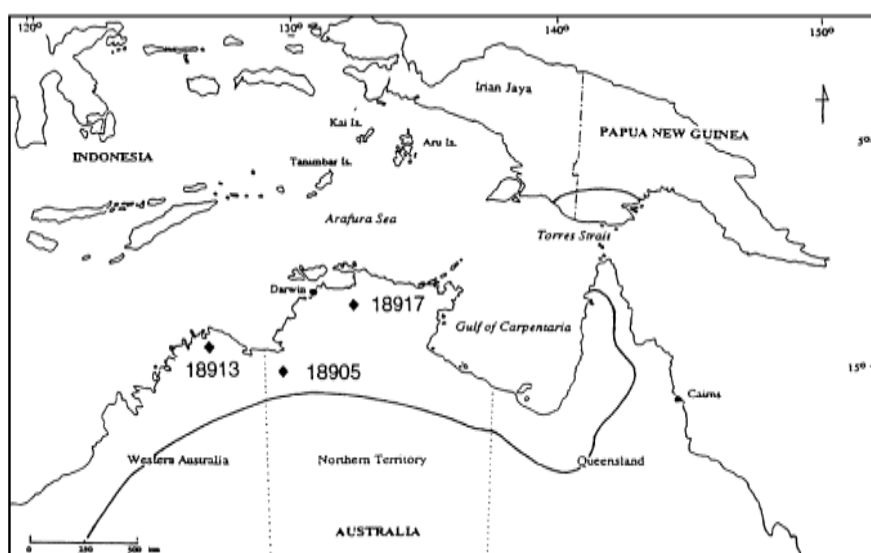 120°
130°
140°
150°
Irian Jaya
Kai Is.
PAPUA NEW GUINEA
Aru Is.
5°
INDONESIA
Tanimbar Is.
Arafura Sea
Torres Strait
Darwin
18917
Gulf of Carpentaria
18913
18905
15°
Cairns
Western Australia
Northern Territory
Queensland
AUSTRALIA
0 250 500 km